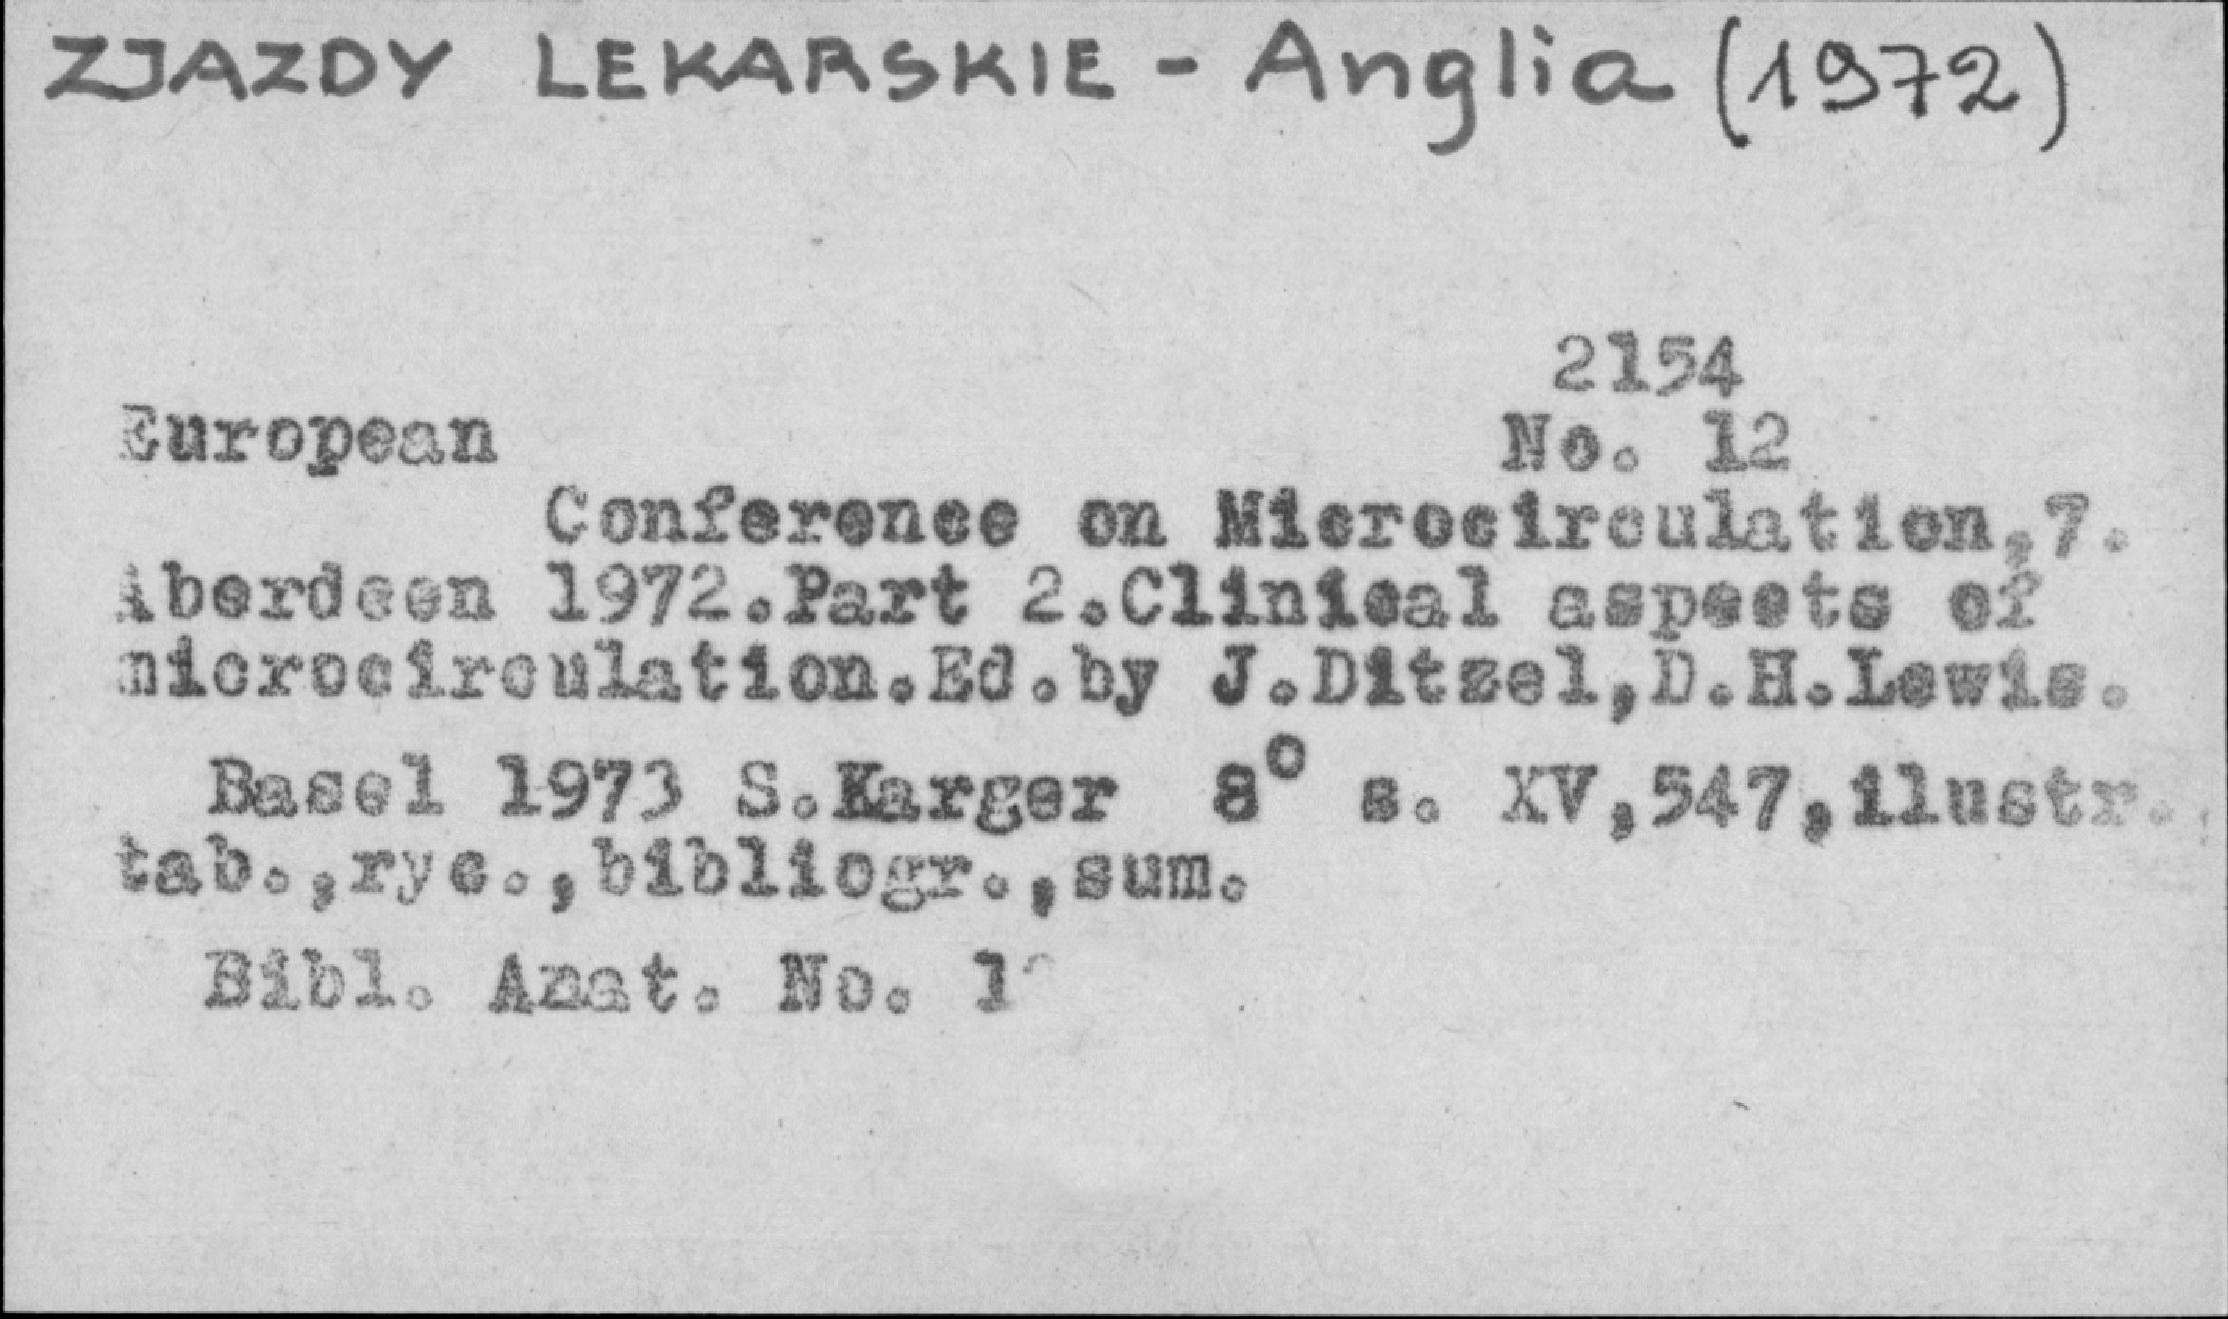 ZJAZDY LEKARSKIE - Anglia (1972)
2154
European No. 12
Conference on Microcirculation,7.
Aberdeen 1972.Part 2.Clinical aspects of
microcirculation.Ed.by J.Ditzel,D.H.Lewis.
Basel 1973 S.Karger 8° s. XV,547,ilustr.,
tab.,ryc.,bibliogr.,sum.
Bibl. Anat. No.